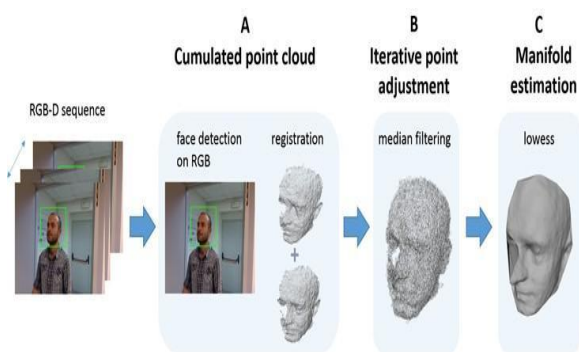 A
Cumulated point cloud
B
Iterative point
adjustment
C
Manifold
estimation
RGB-D sequence
face detection
on RGB
registration
+
median filtering
lowess